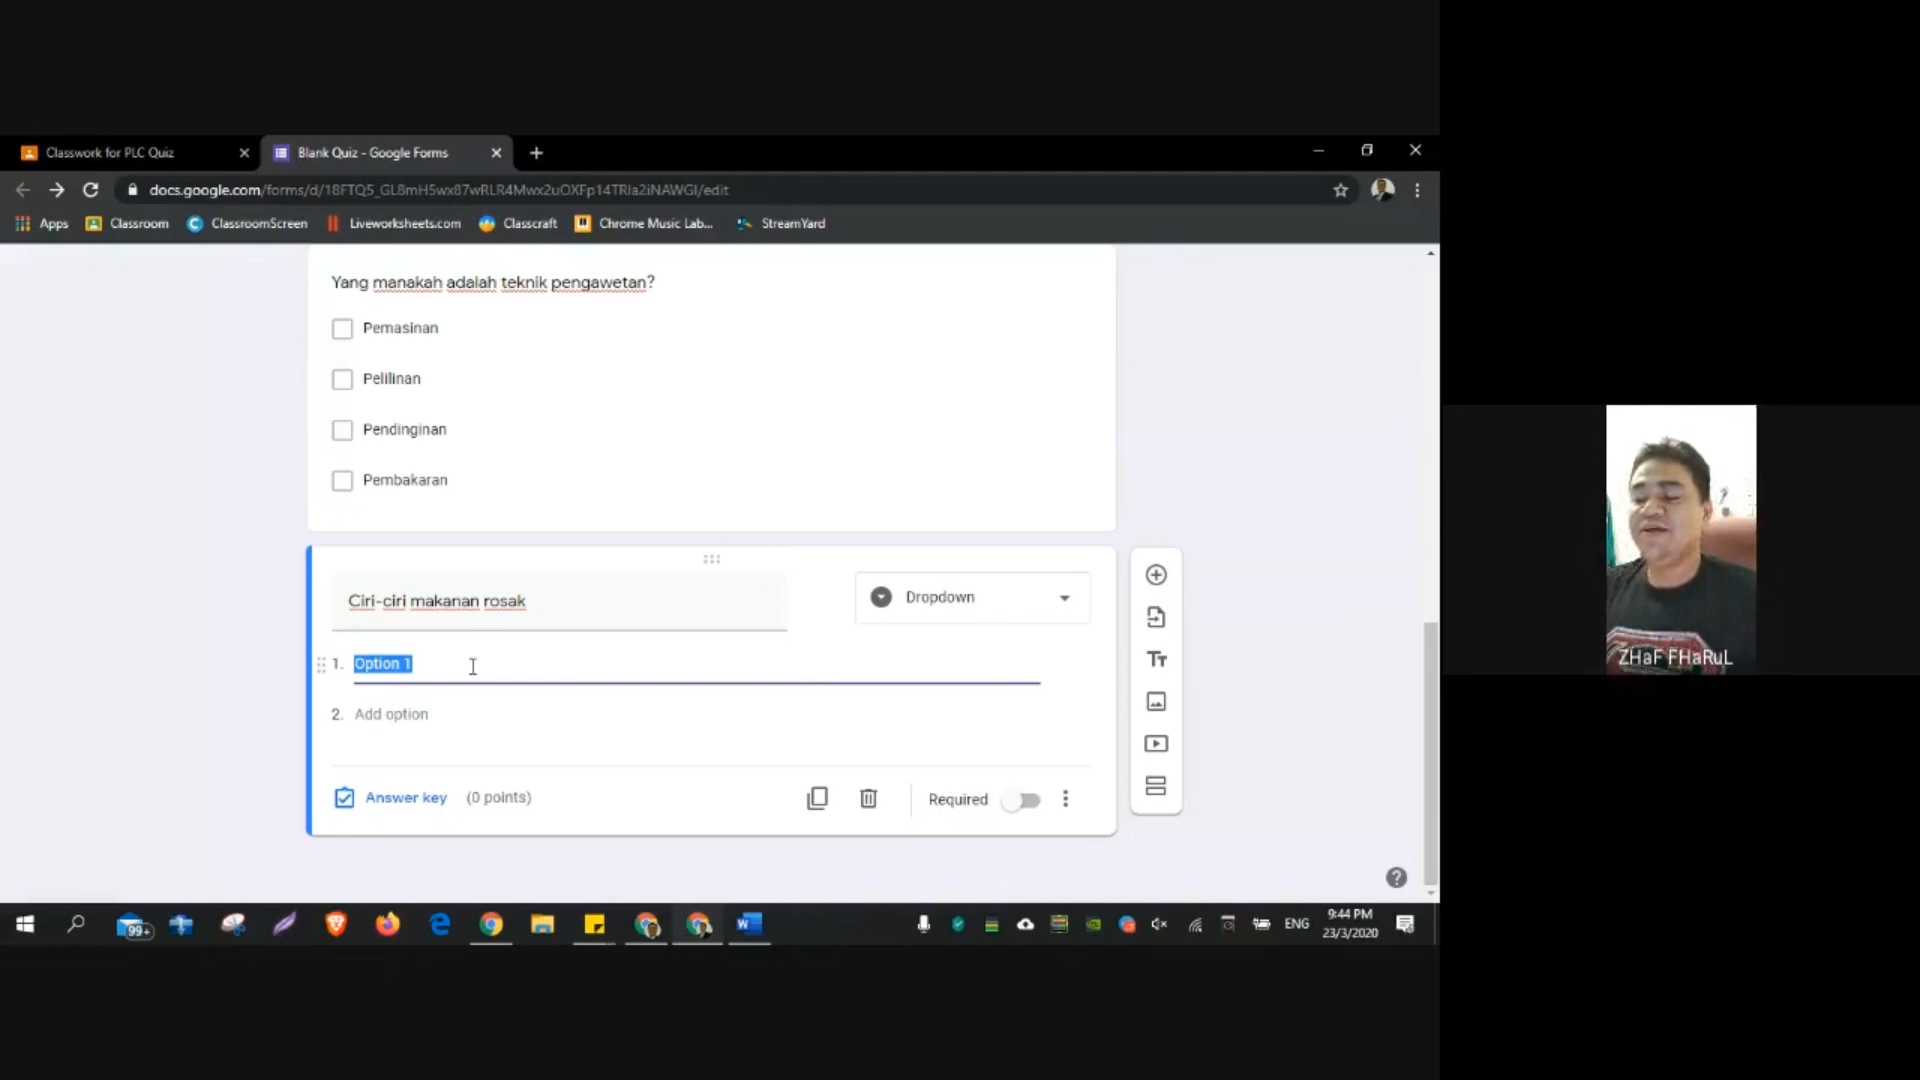 Classwork for PLC Quiz
Blank Quiz - Google Forms
docs.google.com/forms/d/18FTQ5_GL8mH5wx87wRLR4Mwx2uOXFp14TRIa2iNAWGI/edit
Apps Classroom ClassroomScreen Liveworksheets.com Classcraft Chrome Music Lab... StreamYard
Yang manakah adalah teknik pengawetan?
Pemasinan
Pelilinan
Pendinginan
Pembakaran
Ciri-ciri makanan rosak
Dropdown
1. Option 1
2. Add option
Answer key (0 points)
Required
ZHaF FHaRuL
99+
ENG
9:44 PM
23/3/2020